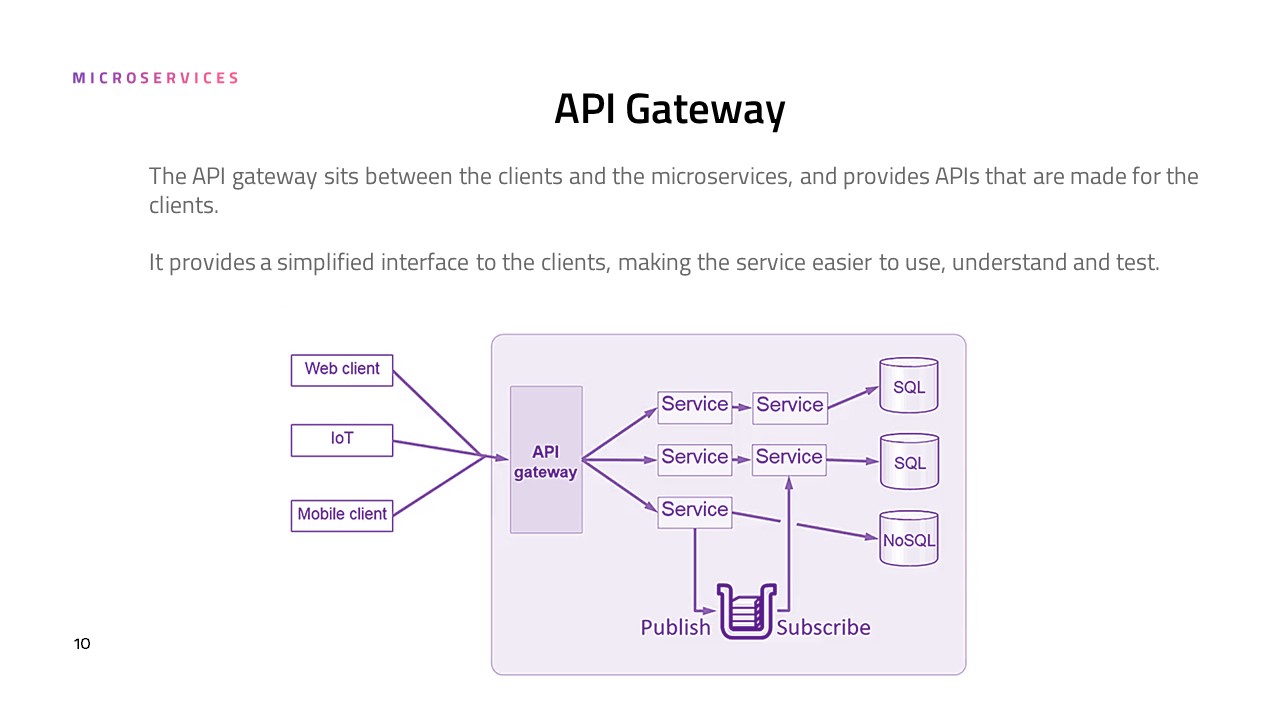 MICROSERVICES
API Gateway
The API gateway sits between the clients and the microservices, and provides APIs that are made for the
clients.
It provides a simplified interface to the clients, making the service easier to use, understand and test.
Web client
IoT
Mobile client
API
gateway
Service
Service
SQL
Service
Service
SQL
Service
NoSQL
Publish
Subscribe
10